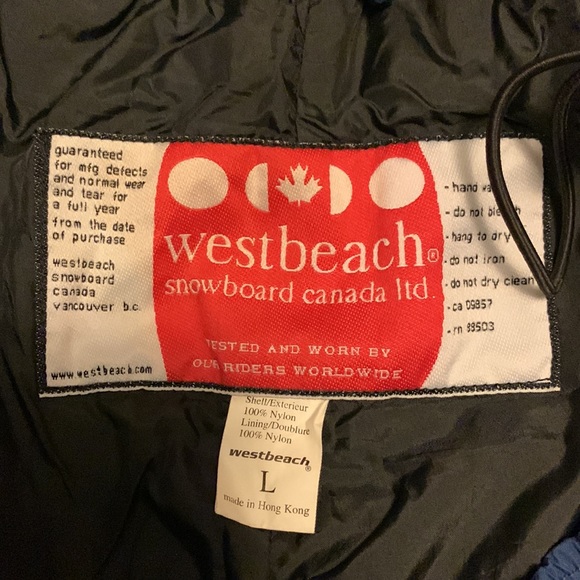 guaranteed
for mfg defects
and normal wear
and tear for
a full year
from the date
of purchase
westbeach
snowboard
canada
vancouver b.c.
www.westbeach.com
westbeach®
snowboard canada ltd.
TESTED AND WORN BY
OUR RIDERS WORLDWIDE
- hand
- do not bleach
- hang to dry
- do not iron
- do not dry clean
- ca 09857
- rn 88503
Shell/Exterieur
100% Nylon
Lining/Doublure
100% Nylon
westbeach®
L
made in Hong Kong